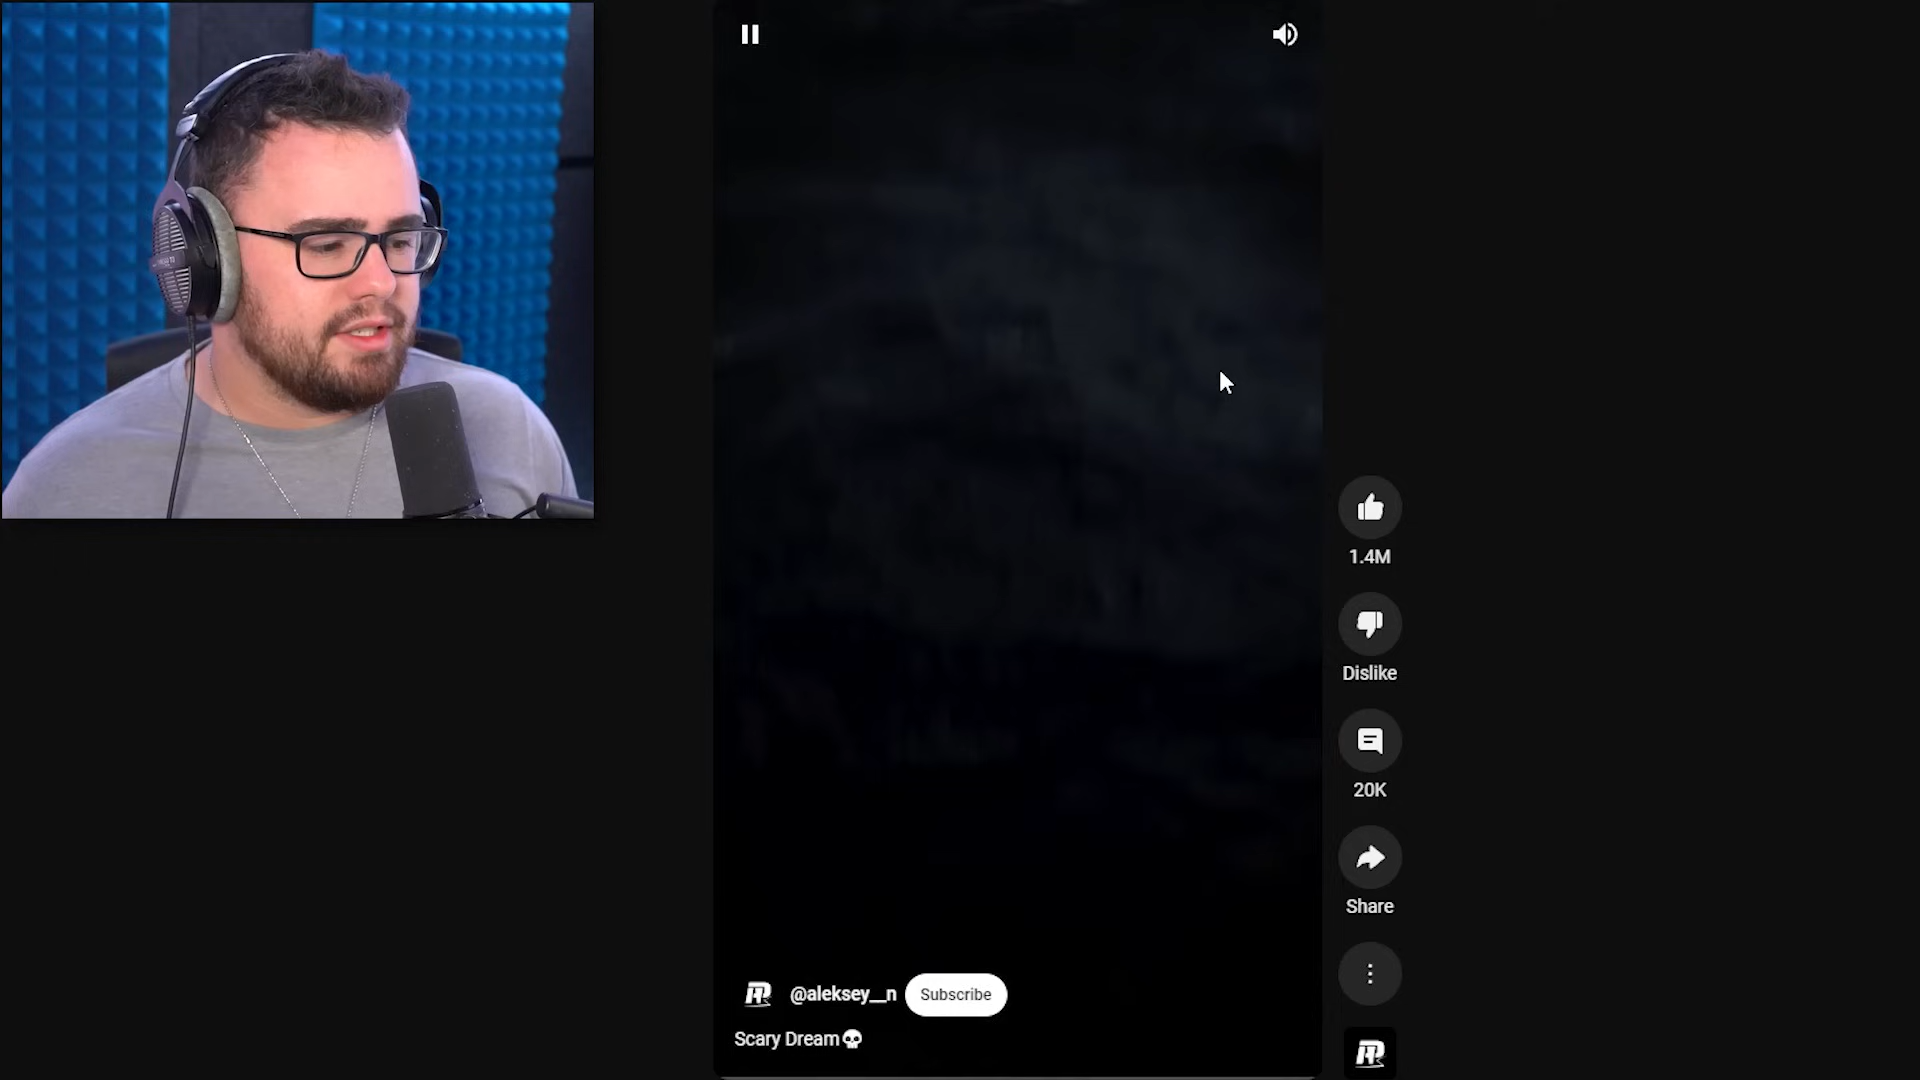 1.4M
Dislike
20K
Share
@aleksey__n
Subscribe
Scary Dream💀